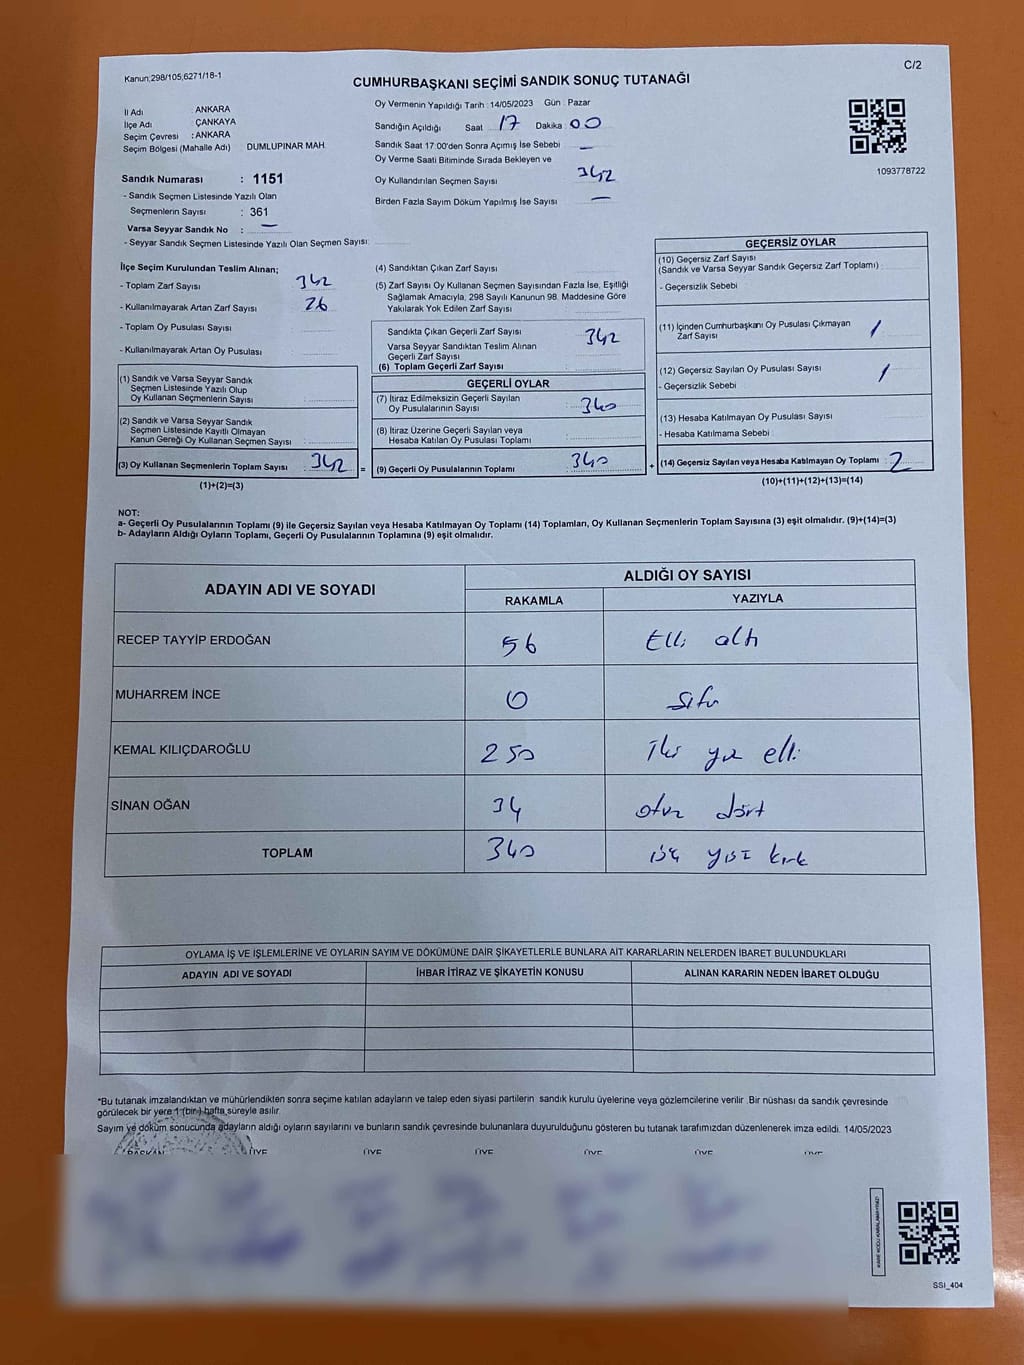 Kanun;298/105,6271/18-1
C/2
CUMHURBAŞKANI SEÇİMİ SANDIK SONUÇ TUTANAĞI
İl Adı : ANKARA
İlçe Adı : ÇANKAYA
Seçim Çevresi : ANKARA
Seçim Bölgesi (Mahalle Adı) DUMLUPINAR MAH.
Sandık Numarası : 1151
- Sandık Seçmen Listesinde Yazılı Olan
Seçmenlerin Sayısı : 361
Varsa Seyyar Sandık No : —
- Seyyar Sandık Seçmen Listesinde Yazılı Olan Seçmen Sayısı:
Oy Vermenin Yapıldığı Tarih : 14/05/2023 Gün : Pazar
Sandığın Açıldığı Saat 17 Dakika 00
Sandık Saat 17:00'den Sonra Açımış İse Sebebi —
Oy Verme Saati Bitiminde Sırada Bekleyen ve
Oy Kullandırılan Seçmen Sayısı 342
Birden Fazla Sayım Döküm Yapılmış İse Sayısı —
1093778722
İlçe Seçim Kurulundan Teslim Alınan;
- Toplam Zarf Sayısı 342
- Kullanılmayarak Artan Zarf Sayısı 26
- Toplam Oy Pusulası Sayısı
- Kullanılmayarak Artan Oy Pusulası
(1) Sandık ve Varsa Seyyar Sandık
Seçmen Listesinde Yazılı Olup
Oy Kullanan Seçmenlerin Sayısı :
(2) Sandık ve Varsa Seyyar Sandık
Seçmen Listesinde Kayıtlı Olmayan
Kanun Gereği Oy Kullanan Seçmen Sayısı :
(3) Oy Kullanan Seçmenlerin Toplam Sayısı : 342 =
(1)+(2)=(3)
(4) Sandıktan Çıkan Zarf Sayısı
(5) Zarf Sayısı Oy Kullanan Seçmen Sayısından Fazla İse, Eşitliği
Sağlamak Amacıyla, 298 Sayılı Kanunun 98. Maddesine Göre
Yakılarak Yok Edilen Zarf Sayısı
Sandıkta Çıkan Geçerli Zarf Sayısı 342
Varsa Seyyar Sandıktan Teslim Alınan
Geçerli Zarf Sayısı
(6) Toplam Geçerli Zarf Sayısı :
GEÇERLİ OYLAR
(7) İtiraz Edilmeksizin Geçerli Sayılan
Oy Pusulalarının Sayısı : 340
(8) İtiraz Üzerine Geçerli Sayılan veya
Hesaba Katılan Oy Pusulası Toplamı :
(9) Geçerli Oy Pusulalarının Toplamı : 340 +
GEÇERSİZ OYLAR
(10) Geçersiz Zarf Sayısı
(Sandık ve Varsa Seyyar Sandık Geçersiz Zarf Toplamı) :
- Geçersizlik Sebebi
(11) İçinden Cumhurbaşkanı Oy Pusulası Çıkmayan
Zarf Sayısı 1
(12) Geçersiz Sayılan Oy Pusulası Sayısı 1
- Geçersizlik Sebebi
(13) Hesaba Katılmayan Oy Pusulası Sayısı
- Hesaba Katılmama Sebebi :
(14) Geçersiz Sayılan veya Hesaba Katılmayan Oy Toplamı : 2
(10)+(11)+(12)+(13)=(14)
NOT:
a- Geçerli Oy Pusulalarının Toplamı (9) ile Geçersiz Sayılan veya Hesaba Katılmayan Oy Toplamı (14) Toplamları, Oy Kullanan Seçmenlerin Toplam Sayısına (3) eşit olmalıdır. (9)+(14)=(3)
b- Adayların Aldığı Oyların Toplamı, Geçerli Oy Pusulalarının Toplamına (9) eşit olmalıdır.
ADAYIN ADI VE SOYADI ALDIĞI OY SAYISI
RAKAMLA YAZIYLA
RECEP TAYYİP ERDOĞAN 56 Elli altı
MUHARREM İNCE 0 Sıfır
KEMAL KILIÇDAROĞLU 250 İki yüz elli
SİNAN OĞAN 34 otuz dört
TOPLAM 340 üç yüz kırk
OYLAMA İŞ VE İŞLEMLERİNE VE OYLARIN SAYIM VE DÖKÜMÜNE DAİR ŞİKAYETLERLE BUNLARA AİT KARARLARIN NELERDEN İBARET BULUNDUKLARI
ADAYIN ADI VE SOYADI İHBAR İTİRAZ VE ŞİKAYETİN KONUSU ALINAN KARARIN NEDEN İBARET OLDUĞU
*Bu tutanak imzalandıktan ve mühürlendikten sonra seçime katılan adayların ve talep eden siyasi partilerin sandık kurulu üyelerine veya gözlemcilerine verilir .Bir nüshası da sandık çevresinde
görülecek bir yere 1 (bir) hafta süreyle asılır.
Sayım ve döküm sonucunda adayların aldığı oyların sayılarını ve bunların sandık çevresinde bulunanlara duyurulduğunu gösteren bu tutanak tarafımızdan düzenlenerek imza edildi. 14/05/2023
BAŞKAN ÜYE ÜYE ÜYE ÜYE ÜYE ÜYE
SSI_404